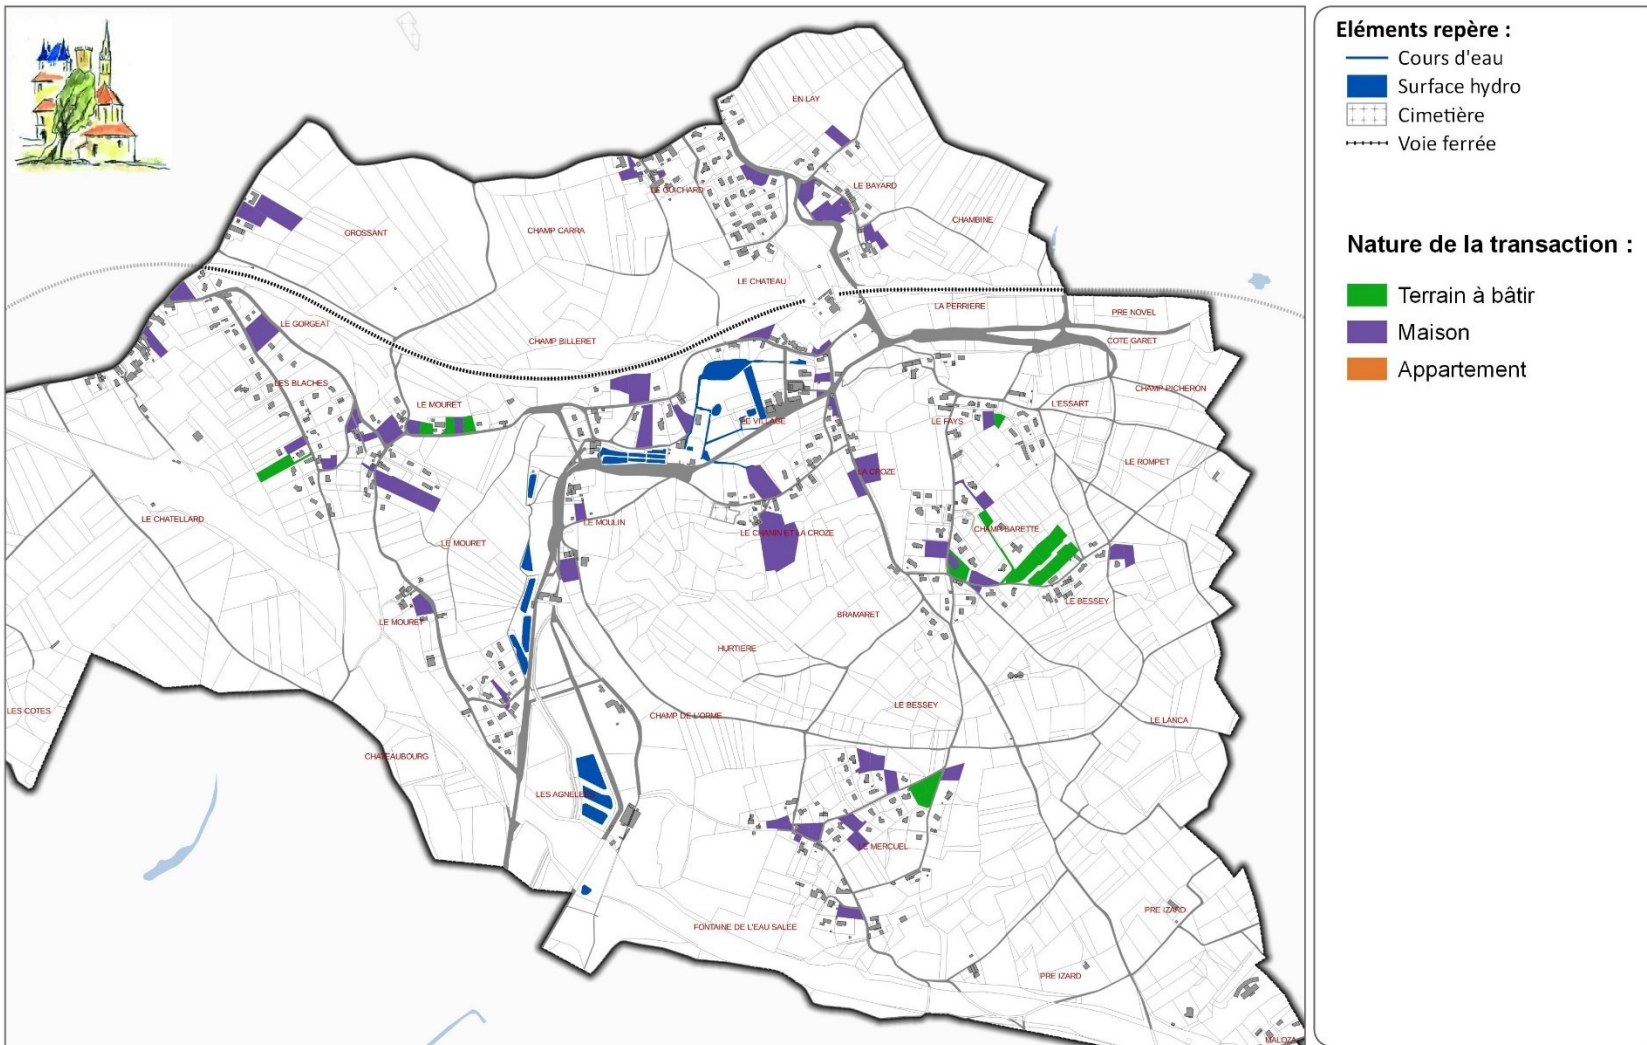 EN LAY
LE GUICHARD
LE BAYARD
CHAMBINE
GROSSANT
CHAMP CARRA
LE CHATEAU
LA PERRIERE
PRE NOVEL
LE GORGEAT
CHAMP BILLERET
COTE GARET
LES BLACHES
CHAMP PICHERON
LE MOURET
L'ESSART
LE VILLAGE
LE FAYS
LE ROMPET
LA CROZE
LE CHATELLARD
LE MOULIN
LE CHANIN ET LA CROZE
CHAMP BARETTE
LE MOURET
LE BESSEY
BRAMARET
LE MOURET
HURTIERE
LES COTES
LE BESSEY
CHAMP DE L'ORME
LE LANCA
CHATEAUBOURG
LES AGNELL
LE MERCUEL
PRE IZARD
FONTAINE DE L'EAU SALEE
PRE IZARD
MALOZA
Eléments repère :
Cours d'eau
Surface hydro
Cimetière
Voie ferrée
Nature de la transaction :
Terrain à bâtir
Maison
Appartement